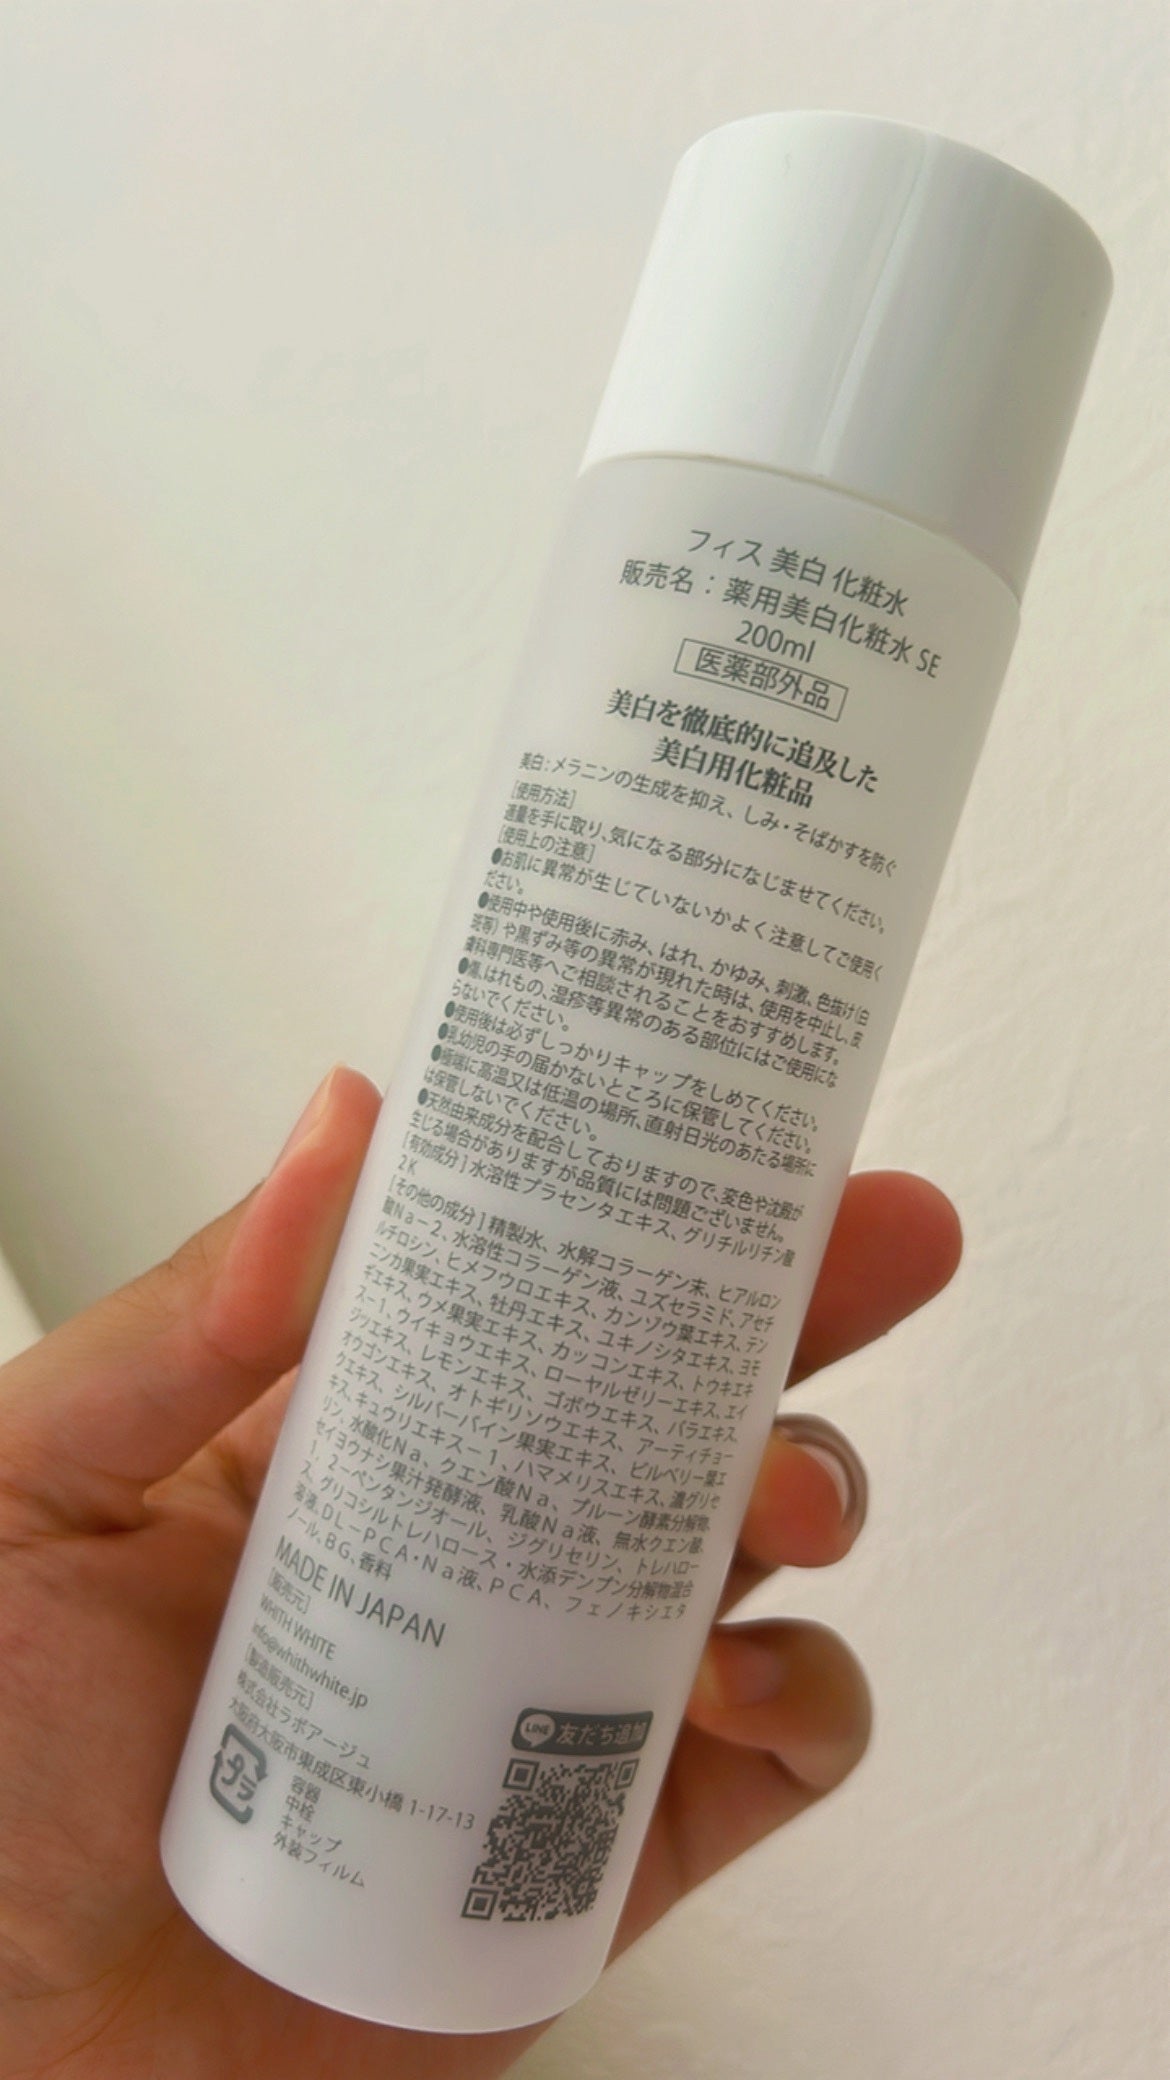 フィス 美白 化粧水
販売名：薬用美白化粧水 SE
200ml
医薬部外品
美白を徹底的に追及した
美白用化粧品
美白：メラニンの生成を抑え、しみ・そばかすを防ぐ
[使用方法]
適量を手に取り、気になる部分になじませてください。
[使用上の注意]
●お肌に異常が生じていないかよく注意してご使用く
ださい。
●使用中や使用後に赤み、はれ、かゆみ、刺激、色抜け(白
斑等)や黒ずみ等の異常が現れた時は、使用を中止し、皮
膚科専門医等へご相談されることをおすすめします。
●傷、はれもの、湿疹等異常のある部位にはご使用にな
らないでください。
●使用後は必ずしっかりキャップをしめてください。
●乳幼児の手の届かないところに保管してください。
●極端に高温又は低温の場所、直射日光のあたる場所に
は保管しないでください。
●天然由来成分を配合しておりますので、変色や沈殿が
生じる場合がありますが品質には問題ございません。
[有効成分] 水溶性プラセンタエキス、グリチルリチン酸
2K
[その他の成分] 精製水、水解コラーゲン末、ヒアルロン
酸Na－2、水溶性コラーゲン液、ユズセラミド、アセチ
ルチロシン、ヒメフウロエキス、カンゾウ葉エキス、テン
ニンカ果実エキス、牡丹エキス、ユキノシタエキス、ヨモ
ギエキス、ウメ果実エキス、カッコンエキス、トウキエキ
ス－1、ウイキョウエキス、ローヤルゼリーエキス、エイ
ジツエキス、レモンエキス、ゴボウエキス、バラエキス、
オウゴンエキス、オトギリソウエキス、アーティチョー
クエキス、シルバーバイン果実エキス、ビルベリー葉エ
キス、キュウリエキス－1、ハマメリスエキス、濃グリセ
リン、水酸化Na、クエン酸Na、プルーン酵素分解物、
セイヨウナシ果汁発酵液、乳酸Na液、無水クエン酸、
1，2－ペンタンジオール、ジグリセリン、トレハロー
ス、グリコシルトレハロース・水添デンプン分解物混合
溶液、DL－PCA・Na液、PCA、フェノキシエタ
ノール、BG、香料
MADE IN JAPAN
[販売元]
WHITH WHITE
info@whithwhite.jp
[製造販売元]
株式会社ラボアージュ
大阪府大阪市東成区東小橋 1-17-13
プラ
容器
中栓
キャップ
外装フィルム
LINE 友だち追加